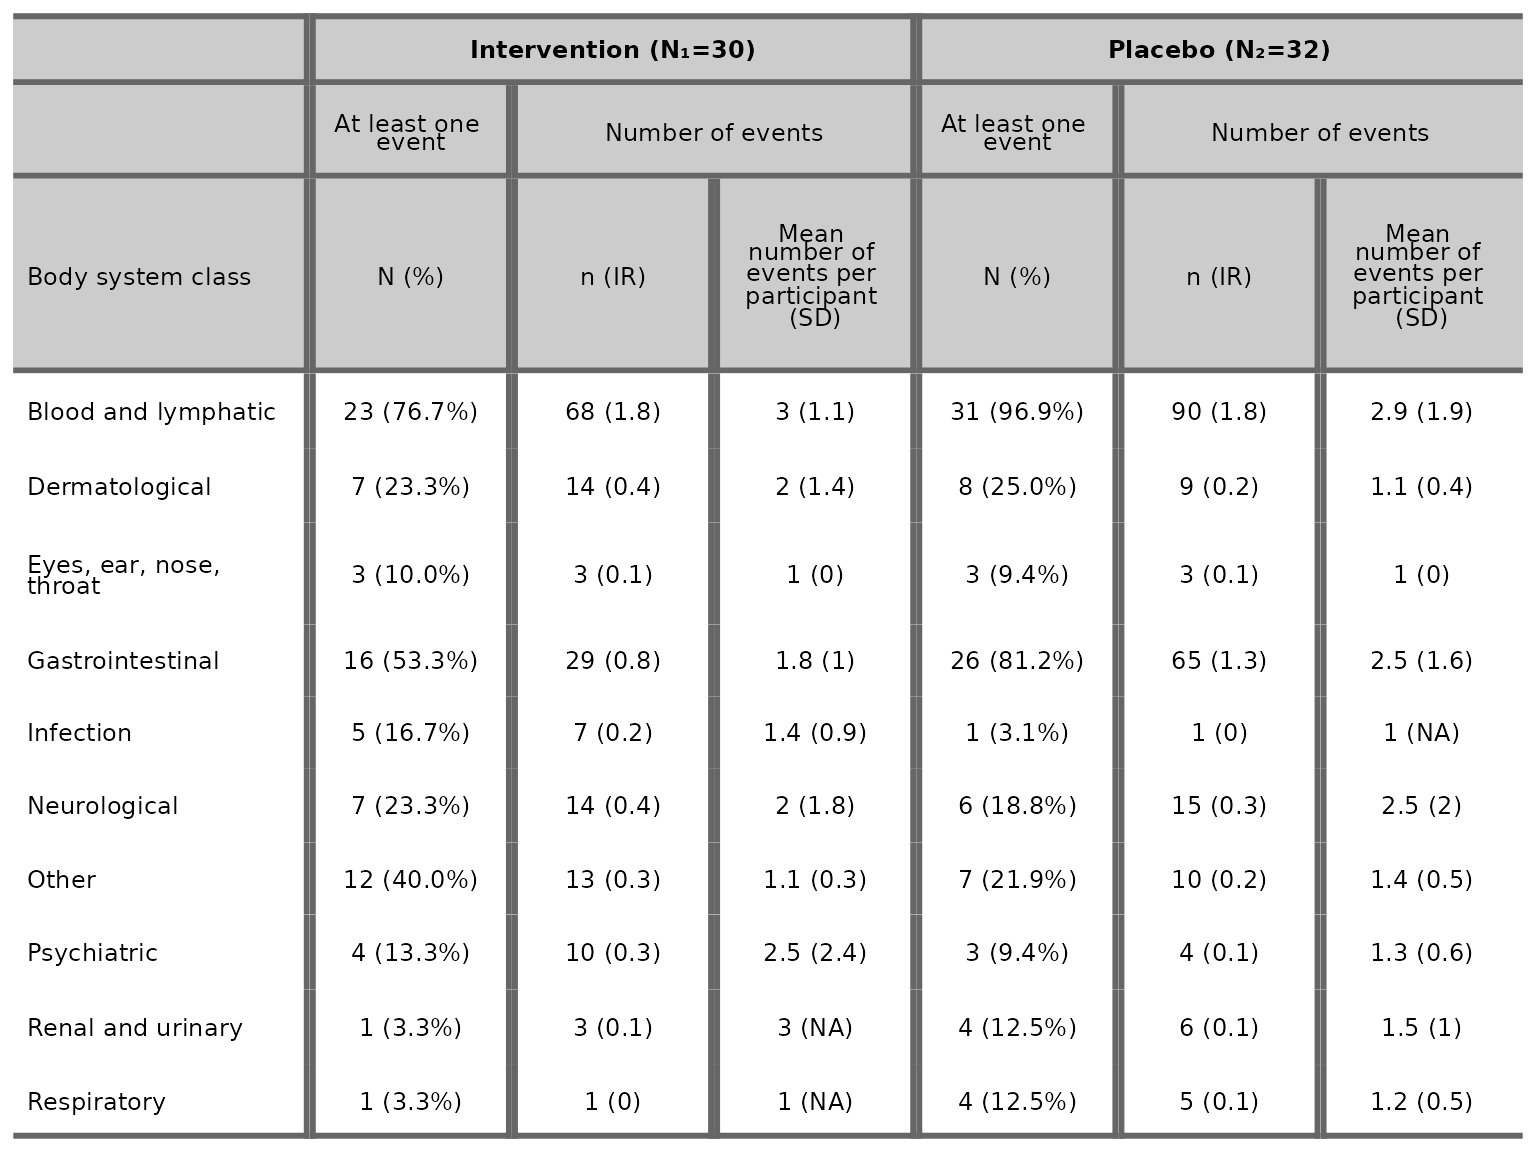 Intervention (N₁=30) Placebo (N₂=32)
At least one
event Number of events At least one
event Number of events
Body system class N (%) n (IR) Mean
number of
events per
participant
(SD) N (%) n (IR) Mean
number of
events per
participant
(SD)
Blood and lymphatic 23 (76.7%) 68 (1.8) 3 (1.1) 31 (96.9%) 90 (1.8) 2.9 (1.9)
Dermatological 7 (23.3%) 14 (0.4) 2 (1.4) 8 (25.0%) 9 (0.2) 1.1 (0.4)
Eyes, ear, nose,
throat 3 (10.0%) 3 (0.1) 1 (0) 3 (9.4%) 3 (0.1) 1 (0)
Gastrointestinal 16 (53.3%) 29 (0.8) 1.8 (1) 26 (81.2%) 65 (1.3) 2.5 (1.6)
Infection 5 (16.7%) 7 (0.2) 1.4 (0.9) 1 (3.1%) 1 (0) 1 (NA)
Neurological 7 (23.3%) 14 (0.4) 2 (1.8) 6 (18.8%) 15 (0.3) 2.5 (2)
Other 12 (40.0%) 13 (0.3) 1.1 (0.3) 7 (21.9%) 10 (0.2) 1.4 (0.5)
Psychiatric 4 (13.3%) 10 (0.3) 2.5 (2.4) 3 (9.4%) 4 (0.1) 1.3 (0.6)
Renal and urinary 1 (3.3%) 3 (0.1) 3 (NA) 4 (12.5%) 6 (0.1) 1.5 (1)
Respiratory 1 (3.3%) 1 (0) 1 (NA) 4 (12.5%) 5 (0.1) 1.2 (0.5)